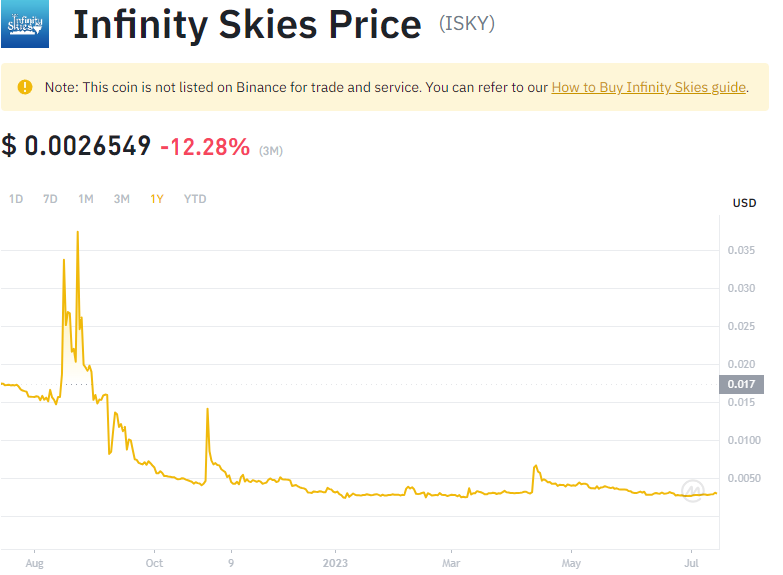 Infinity Skies
Infinity Skies Price (ISKY)
Note: This coin is not listed on Binance for trade and service. You can refer to our How to Buy Infinity Skies guide.
$ 0.0026549 -12.28% (3M)
1D 7D 1M 3M 1Y YTD
USD
0.035
0.030
0.025
0.020
0.017
0.015
0.0100
0.0050
Aug Oct 9 2023 Mar May Jul